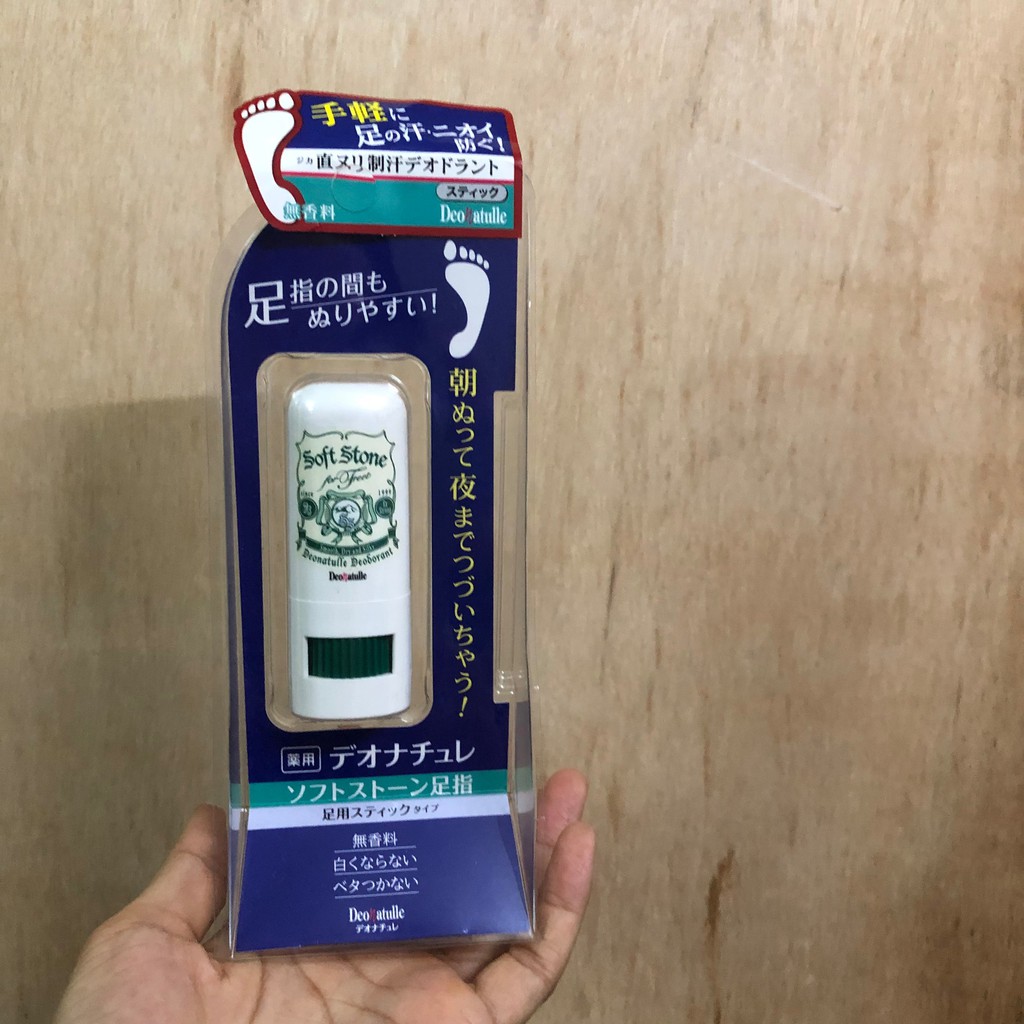 手軽に
足の汗・ニオイ
防ぐ!
ジカ 直ヌリ制汗デオドラント
スティック
無香料
Deonatulle
足指の間も
ぬりやすい!
朝ぬって夜までつづいちゃう!
Soft Stone
for Foot
since 1999
Deonatulle Deodorant
Deonatulle
薬用 デオナチュレ
ソフトストーン足指
足用スティックタイプ
無香料
白くならない
ベタつかない
Deonatulle
デオナチュレ